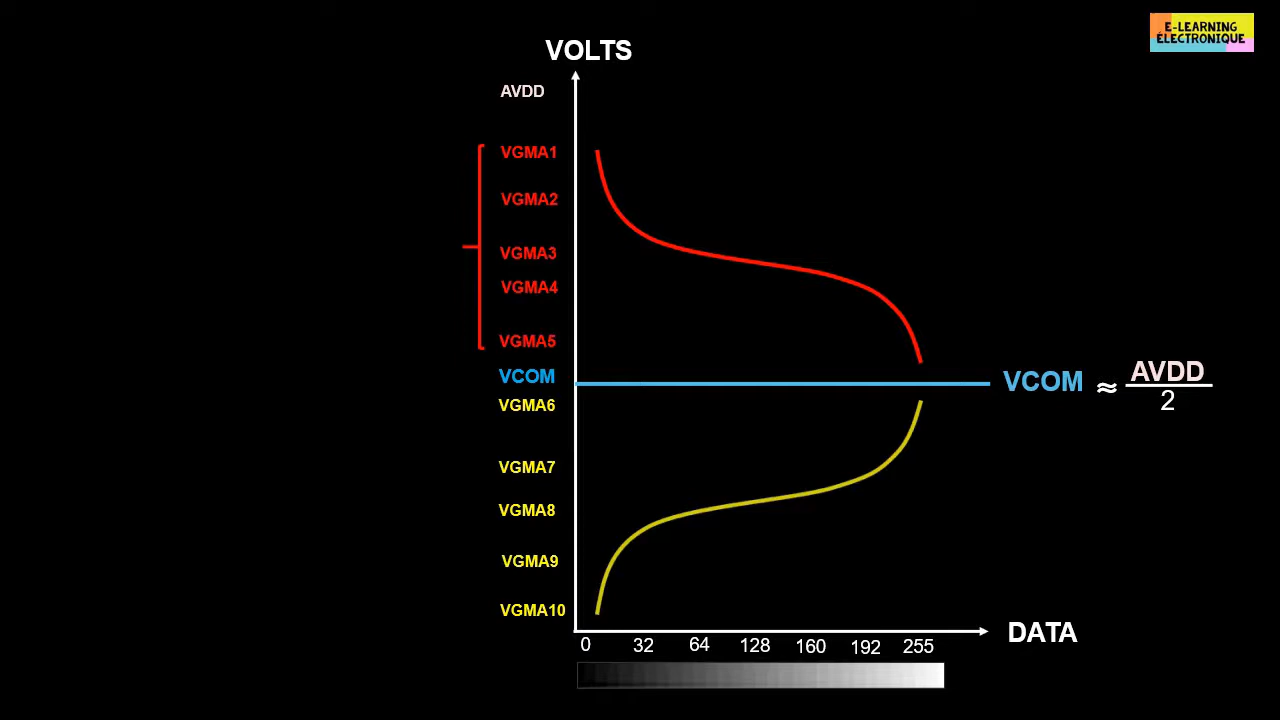 E-LEARNING
ÉLECTRONIQUE
VOLTS
AVDD
VGMA1
VGMA2
VGMA3
VGMA4
VGMA5
VCOM
VGMA6
VGMA7
VGMA8
VGMA9
VGMA10
VCOM ≈ AVDD
2
DATA
0 32 64 128 160 192 255